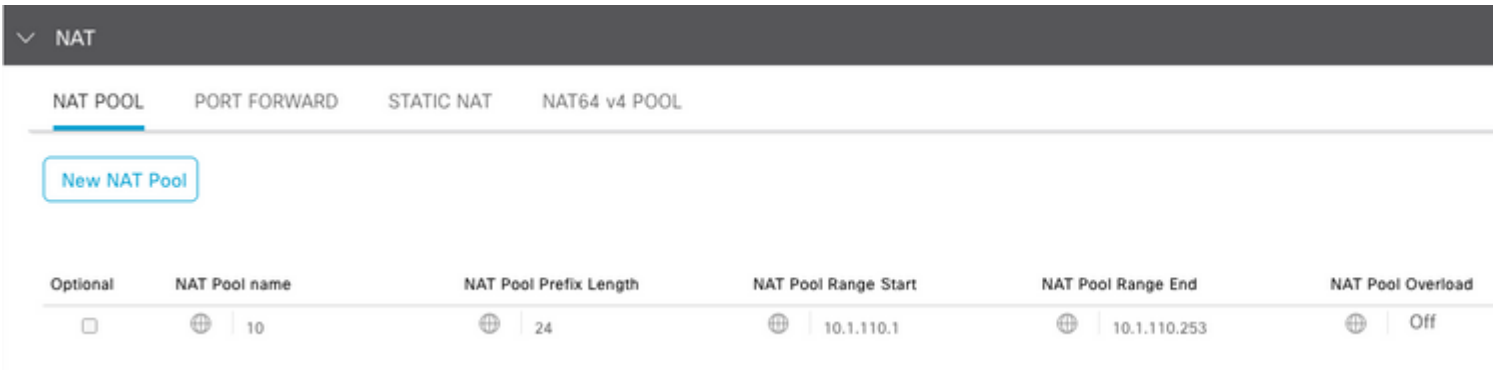 NAT
NAT POOL PORT FORWARD STATIC NAT NAT64 v4 POOL
New NAT Pool
Optional NAT Pool name NAT Pool Prefix Length NAT Pool Range Start NAT Pool Range End NAT Pool Overload
10 24 10.1.110.1 10.1.110.253 Off